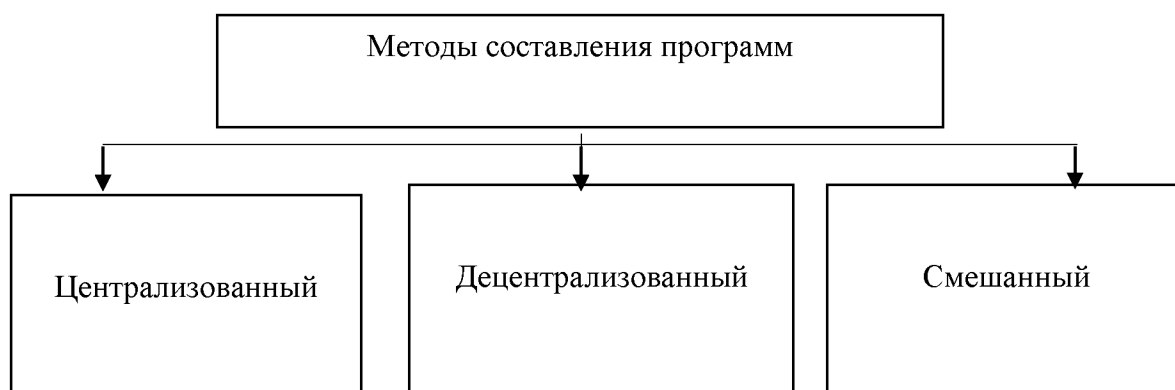 Методы составления программ
Централизованный
Децентрализованный
Смешанный